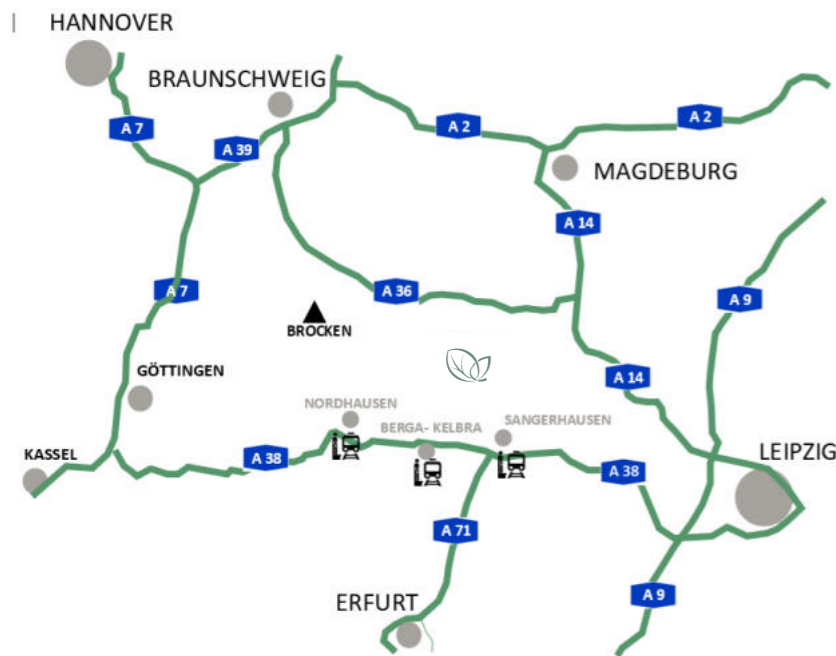 HANNOVER
BRAUNSCHWEIG
A 7
A 39
A 2
A 2
MAGDEBURG
A 14
A 7
A 36
A 9
BROCKEN
GÖTTINGEN
A 14
NORDHAUSEN
BERGA- KELBRA
SANGERHAUSEN
KASSEL
A 38
A 38
LEIPZIG
A 71
ERFURT
A 9